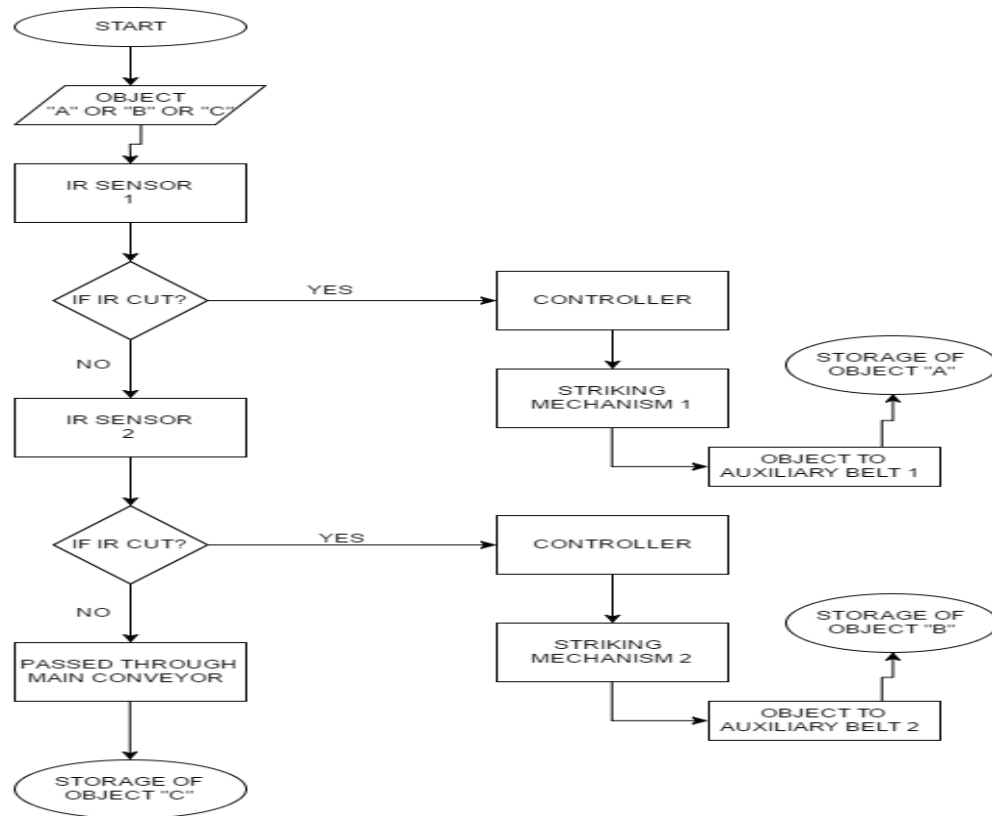 START
OBJECT
"A" OR "B" OR "C"
IR SENSOR
1
IF IR CUT?
YES
CONTROLLER
NO
STRIKING
MECHANISM 1
STORAGE OF
OBJECT "A"
IR SENSOR
2
OBJECT TO
AUXILIARY BELT 1
IF IR CUT?
YES
CONTROLLER
NO
STRIKING
MECHANISM 2
STORAGE OF
OBJECT "B"
PASSED THROUGH
MAIN CONVEYOR
OBJECT TO
AUXILIARY BELT 2
STORAGE OF
OBJECT "C"